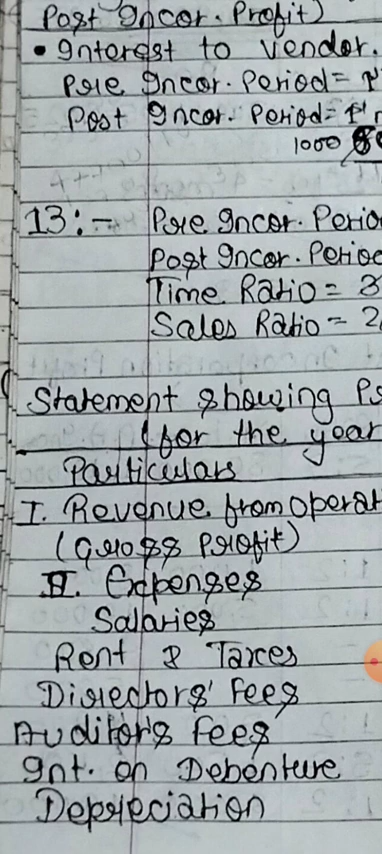 Post Incor. Profit)
• Interest to vendor.
Pre Incor. Period =
Post Incor. Period =
1000
13:- Pre Incor. Perio
Post Incor. Perio
Time Ratio = 3
Sales Ratio = 2
Statement showing Ps
(for the year
Particulars
I. Revenue from operat
(Gross Profit)
II. Expenses
Salaries
Rent & Taxes
Directors' Fees
Auditor's Fees
Int. on Debenture
Depreciation